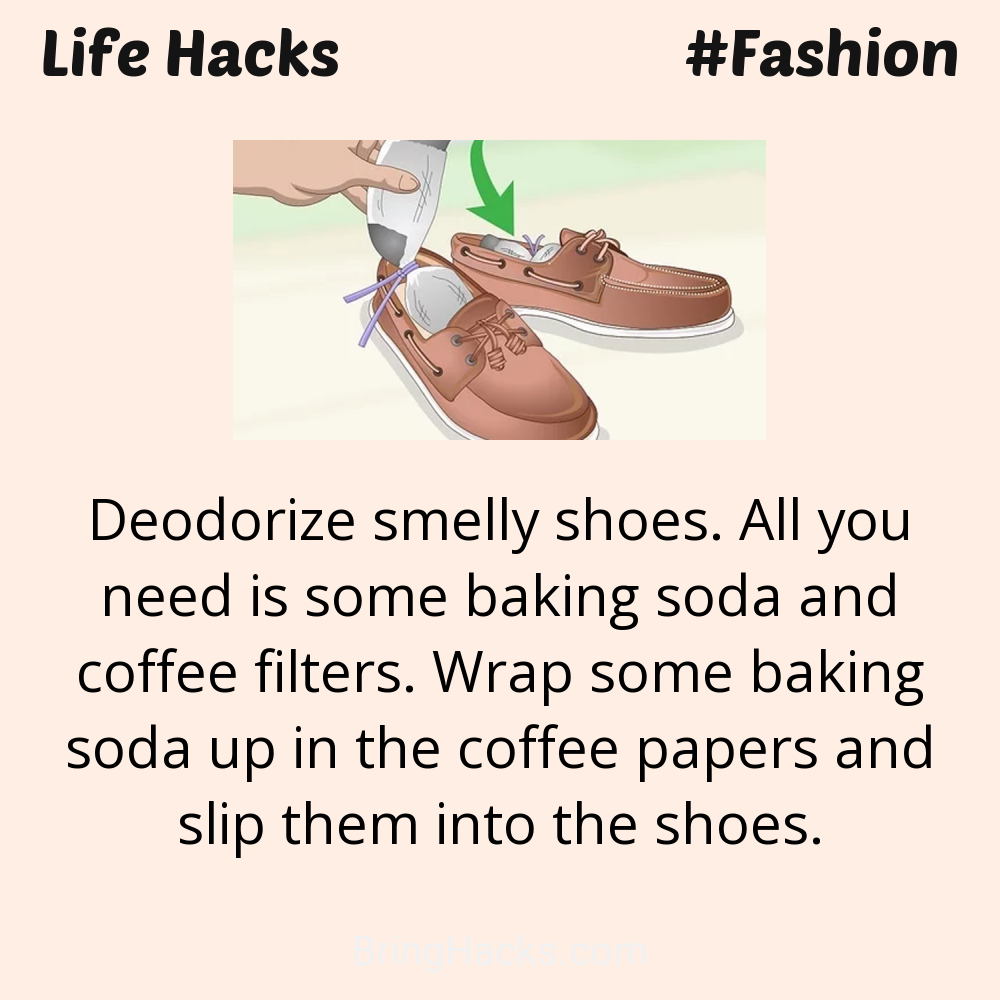 Life Hacks #Fashion
Deodorize smelly shoes. All you
need is some baking soda and
coffee filters. Wrap some baking
soda up in the coffee papers and
slip them into the shoes.
BringHacks.com